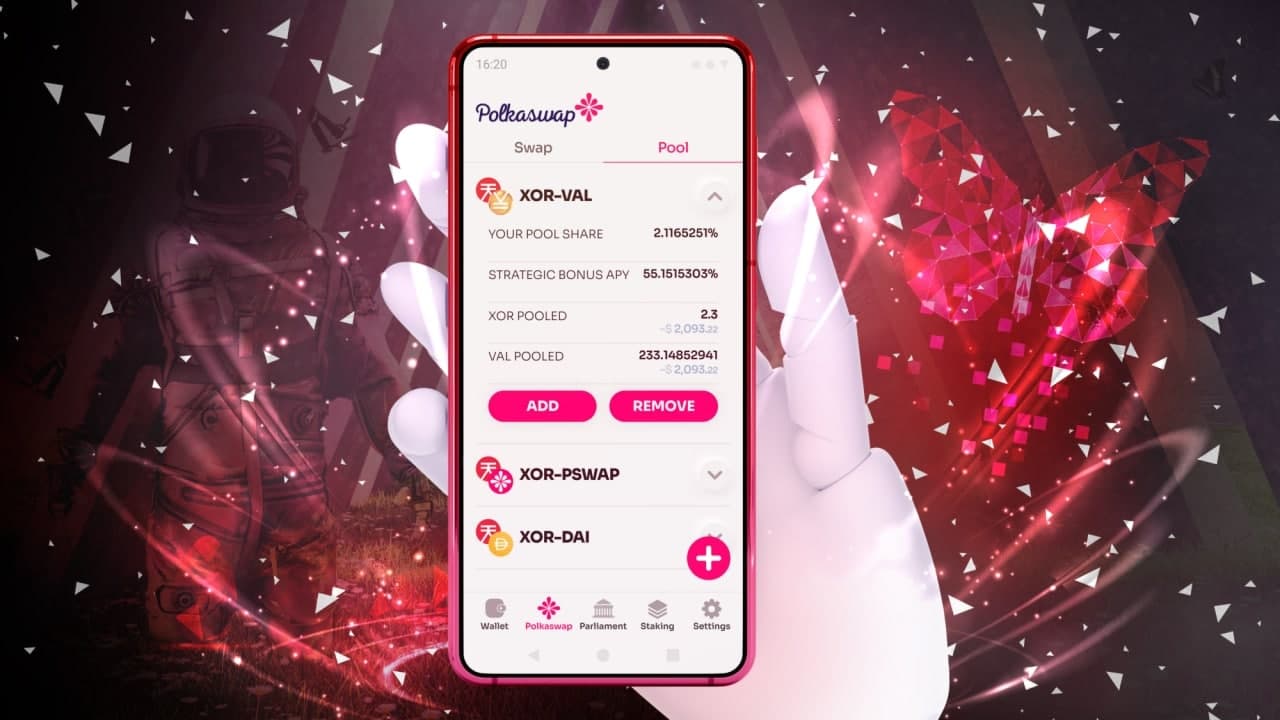 16:20
Polkaswap
Swap Pool
XOR-VAL
YOUR POOL SHARE 2.1165251%
STRATEGIC BONUS APY 55.1515303%
XOR POOLED 2.3
~$ 2,093.22
VAL POOLED 233.14852941
~$ 2,093.22
ADD REMOVE
XOR-PSWAP
XOR-DAI
Wallet Polkaswap Parliament Staking Settings